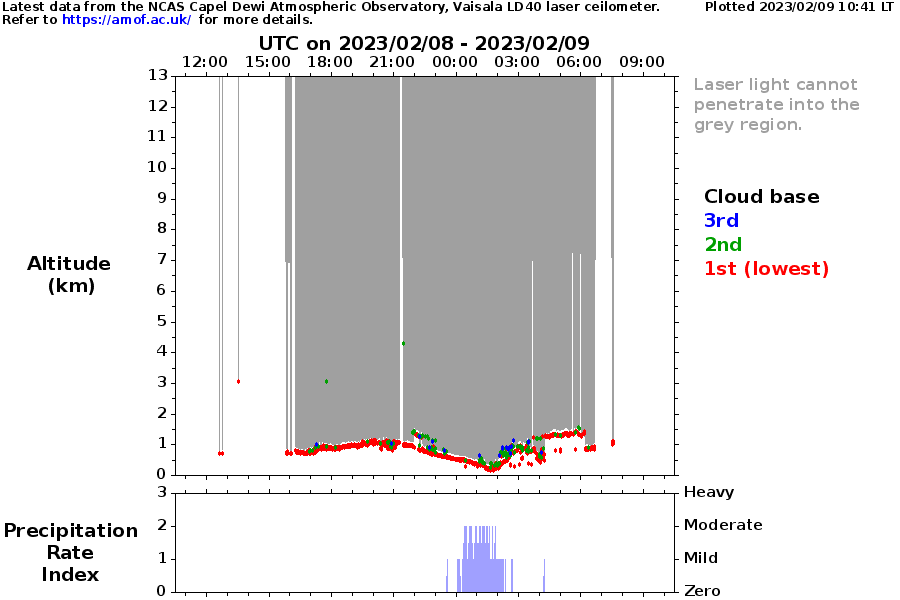 Latest data from the NCAS Capel Dewi Atmospheric Observatory, Vaisala LD40 laser ceilometer. Plotted 2023/02/09 10:41 LT
Refer to https://amof.ac.uk/ for more details.
UTC on 2023/02/08 - 2023/02/09
12:00 15:00 18:00 21:00 00:00 03:00 06:00 09:00
13
12
11
10
9
8
7
6
5
4
3
2
1
0
Altitude
(km)
Laser light cannot
penetrate into the
grey region.
Cloud base
3rd
2nd
1st (lowest)
3 Heavy
2 Moderate
1 Mild
0 Zero
Precipitation
Rate
Index